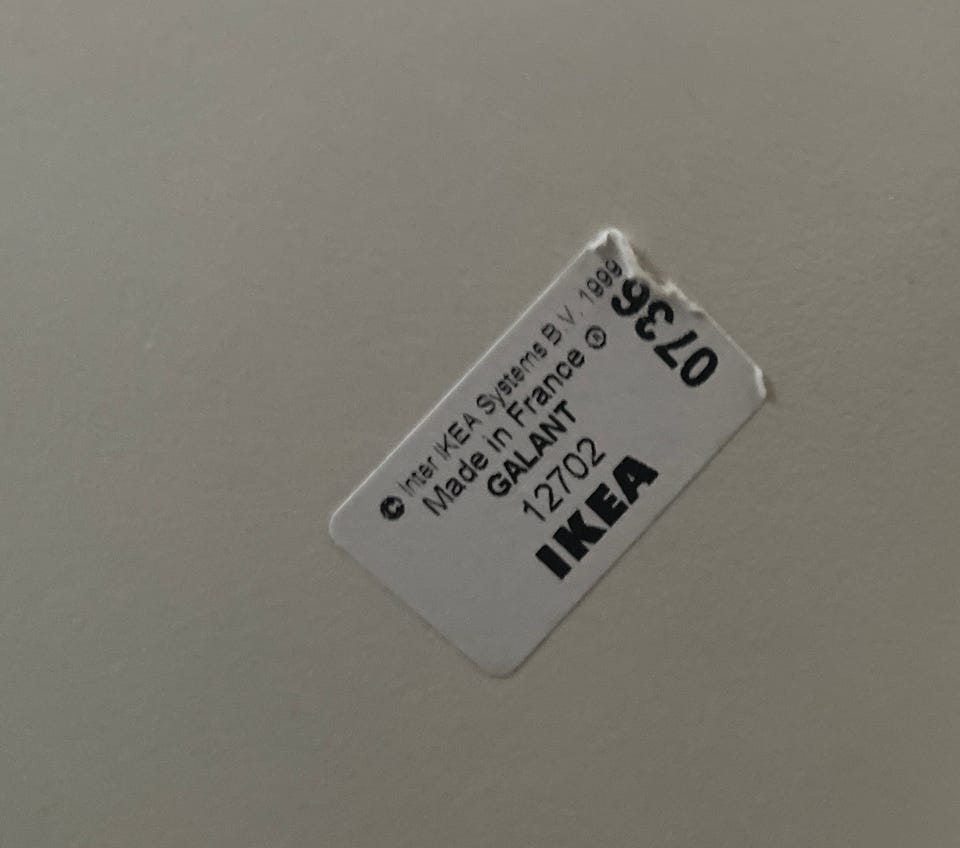 © Inter IKEA Systems B.V. 1999
Made in France ®
GALANT
12702
IKEA
0736